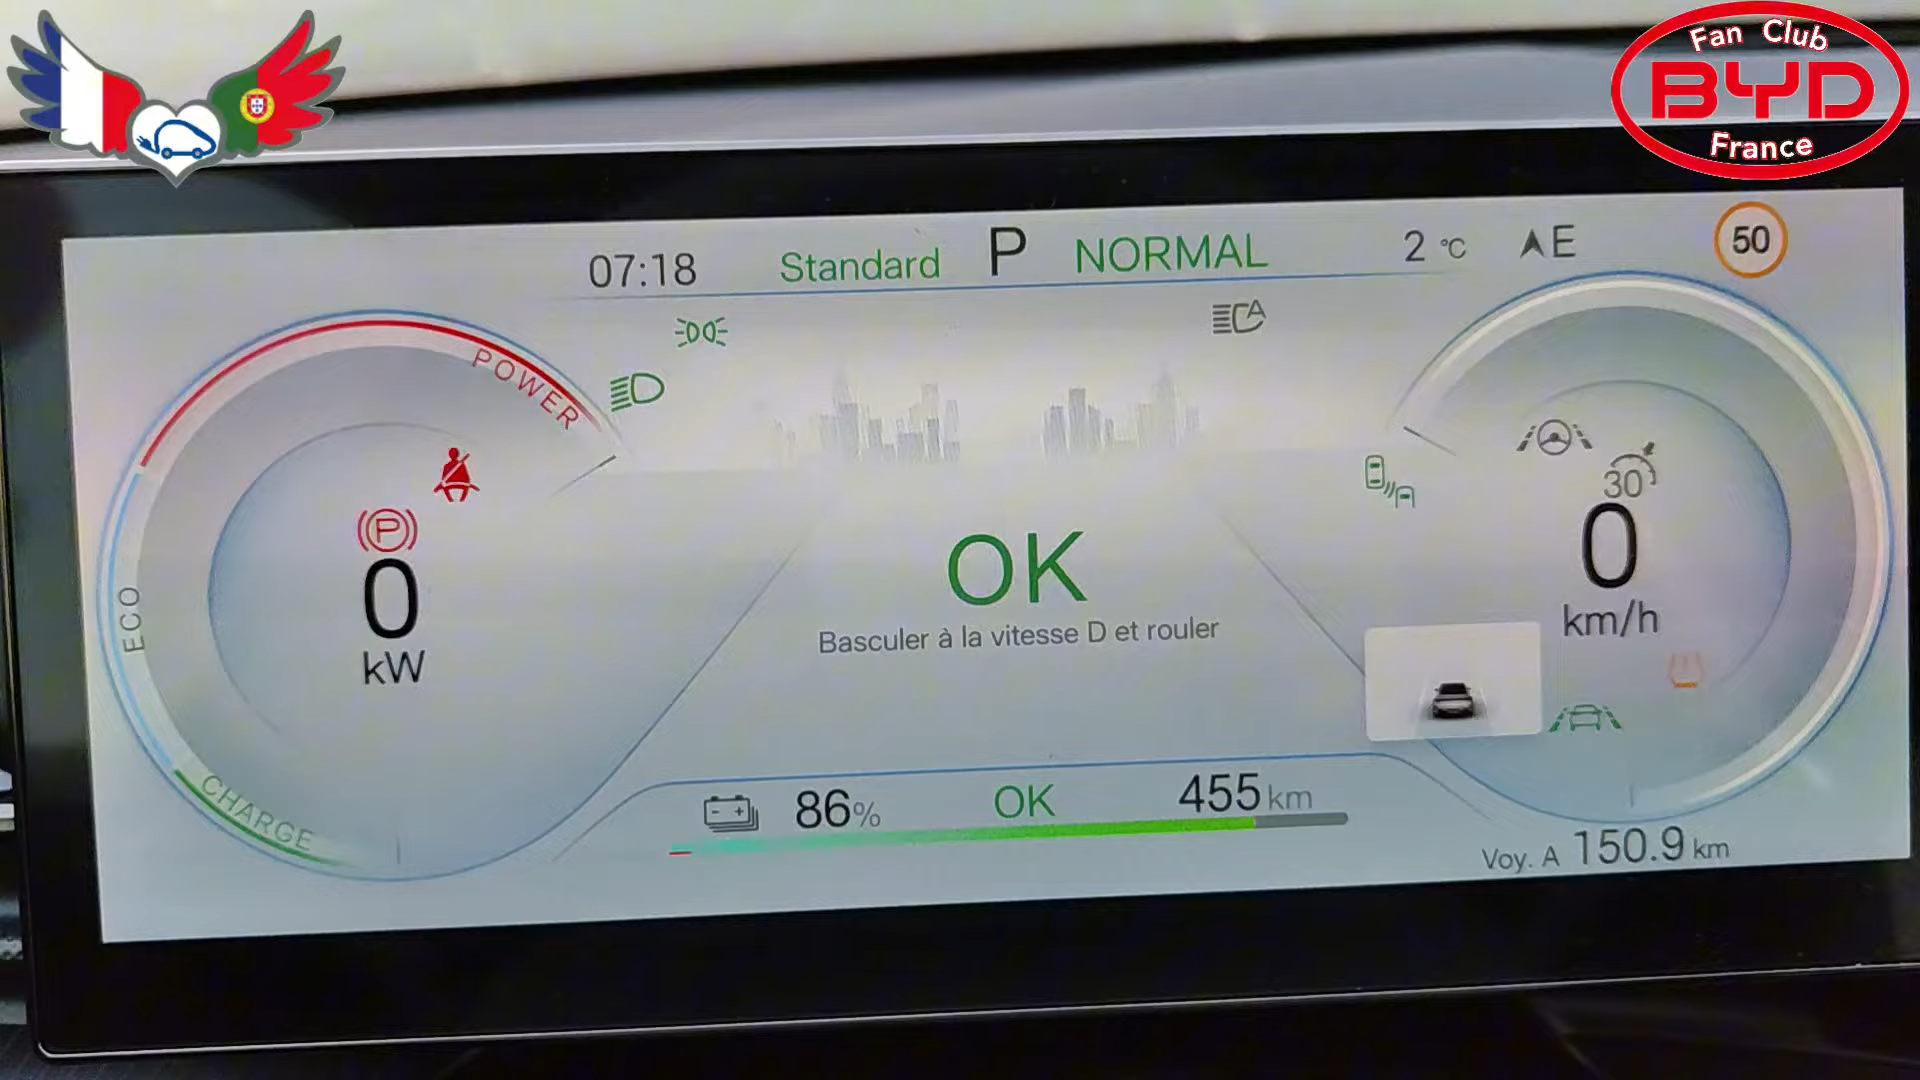 Fan Club
BYD
France
07:18 Standard P NORMAL 2 °C E 50
POWER
ECO
CHARGE
A
P
0
kW
OK
Basculer à la vitesse D et rouler
30
0
km/h
86% OK 455 km
Voy. A 150.9 km